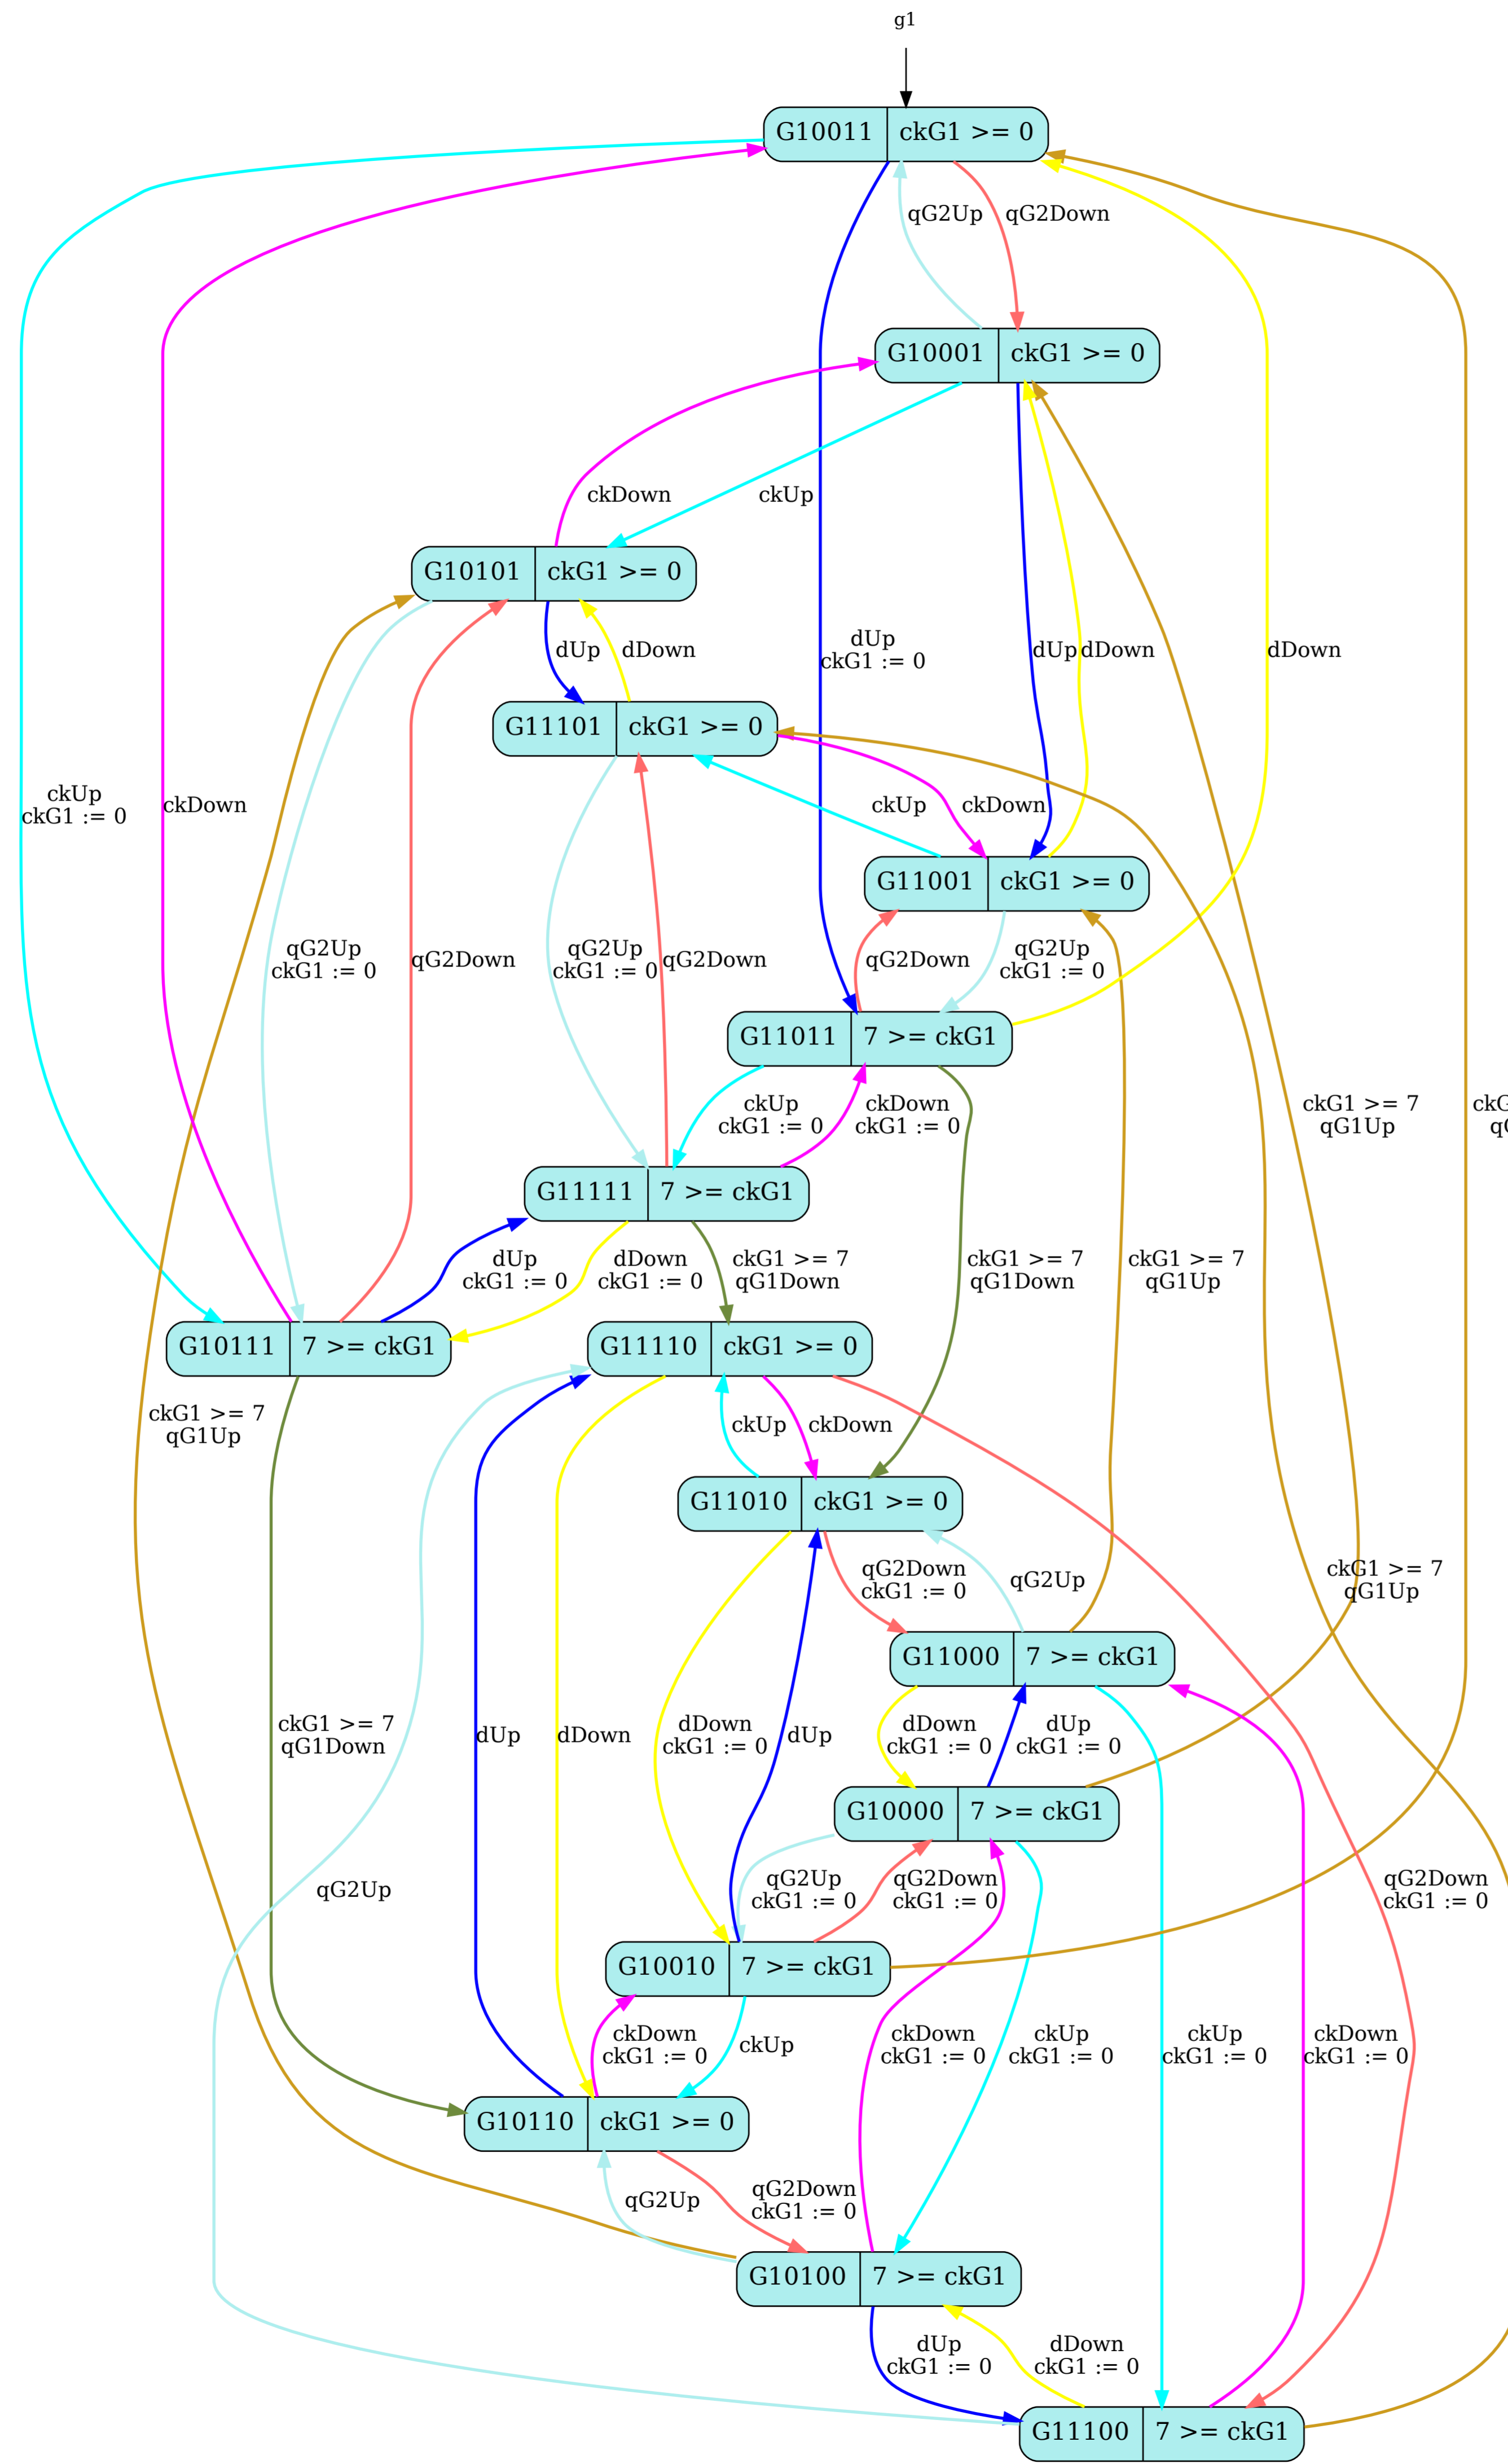 g1
G10011 ckG1 >= 0
qG2Up qG2Down
G10001 ckG1 >= 0
ckDown ckUp
G10101 ckG1 >= 0
dUp dDown
dUp
ckG1 := 0
dUp dDown
dDown
G11101 ckG1 >= 0
ckUp
ckG1 := 0
ckDown
ckUp ckDown
G11001 ckG1 >= 0
qG2Up
ckG1 := 0
qG2Down
qG2Up
ckG1 := 0
qG2Down
qG2Down
qG2Up
ckG1 := 0
G11011 7 >= ckG1
ckUp
ckG1 := 0
ckDown
ckG1 := 0
ckG1 >= 7
qG1Up
G11111 7 >= ckG1
dUp
ckG1 := 0
dDown
ckG1 := 0
ckG1 >= 7
qG1Down
ckG1 >= 7
qG1Down
ckG1 >= 7
qG1Up
G10111 7 >= ckG1
G11110 ckG1 >= 0
ckG1 >= 7
qG1Up
ckUp ckDown
G11010 ckG1 >= 0
qG2Down
ckG1 := 0
qG2Up
ckG1 >= 7
qG1Up
G11000 7 >= ckG1
ckG1 >= 7
qG1Down
dUp
dDown
dDown
ckG1 := 0
dUp
dDown
ckG1 := 0
dUp
ckG1 := 0
G10000 7 >= ckG1
qG2Up
qG2Up
ckG1 := 0
qG2Down
ckG1 := 0
qG2Down
ckG1 := 0
G10010 7 >= ckG1
ckDown
ckG1 := 0
ckUp
ckDown
ckG1 := 0
ckUp
ckG1 := 0
ckUp
ckG1 := 0
ckDown
ckG1 := 0
G10110 ckG1 >= 0
qG2Up
qG2Down
ckG1 := 0
G10100 7 >= ckG1
dUp
ckG1 := 0
dDown
ckG1 := 0
G11100 7 >= ckG1